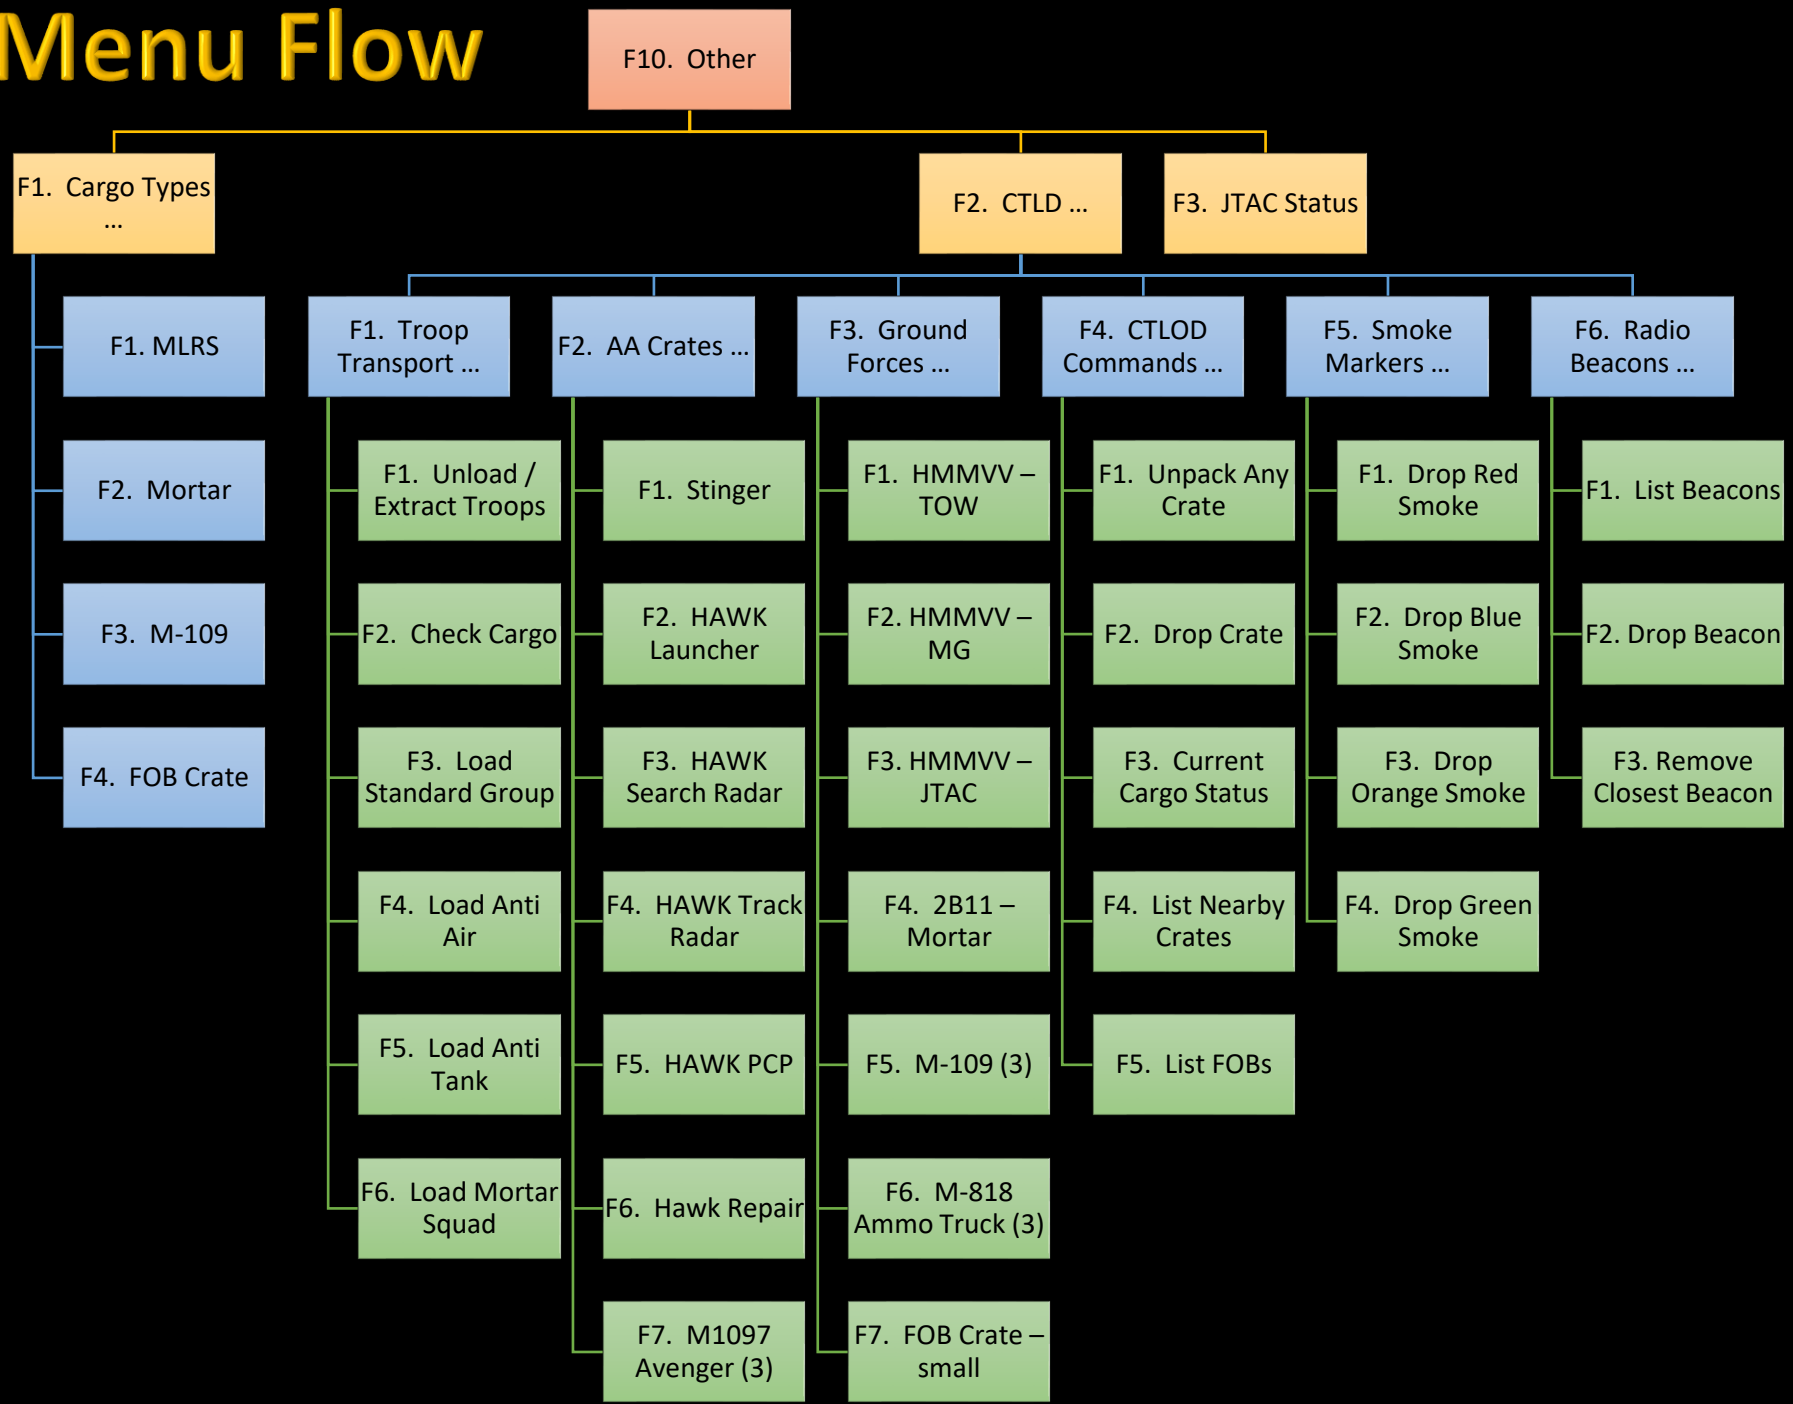 Menu Flow
F10. Other
F1. Cargo Types
...
F2. CTLD ...
F3. JTAC Status
F1. MLRS
F2. Mortar
F3. M-109
F4. FOB Crate
F1. Troop
Transport ...
F1. Unload /
Extract Troops
F2. Check Cargo
F3. Load
Standard Group
F4. Load Anti
Air
F5. Load Anti
Tank
F6. Load Mortar
Squad
F2. AA Crates ...
F1. Stinger
F2. HAWK
Launcher
F3. HAWK
Search Radar
F4. HAWK Track
Radar
F5. HAWK PCP
F6. Hawk Repair
F7. M1097
Avenger (3)
F3. Ground
Forces ...
F1. HMMVV –
TOW
F2. HMMVV –
MG
F3. HMMVV –
JTAC
F4. 2B11 –
Mortar
F5. M-109 (3)
F6. M-818
Ammo Truck (3)
F7. FOB Crate –
small
F4. CTLOD
Commands ...
F1. Unpack Any
Crate
F2. Drop Crate
F3. Current
Cargo Status
F4. List Nearby
Crates
F5. List FOBs
F5. Smoke
Markers ...
F1. Drop Red
Smoke
F2. Drop Blue
Smoke
F3. Drop
Orange Smoke
F4. Drop Green
Smoke
F6. Radio
Beacons ...
F1. List Beacons
F2. Drop Beacon
F3. Remove
Closest Beacon